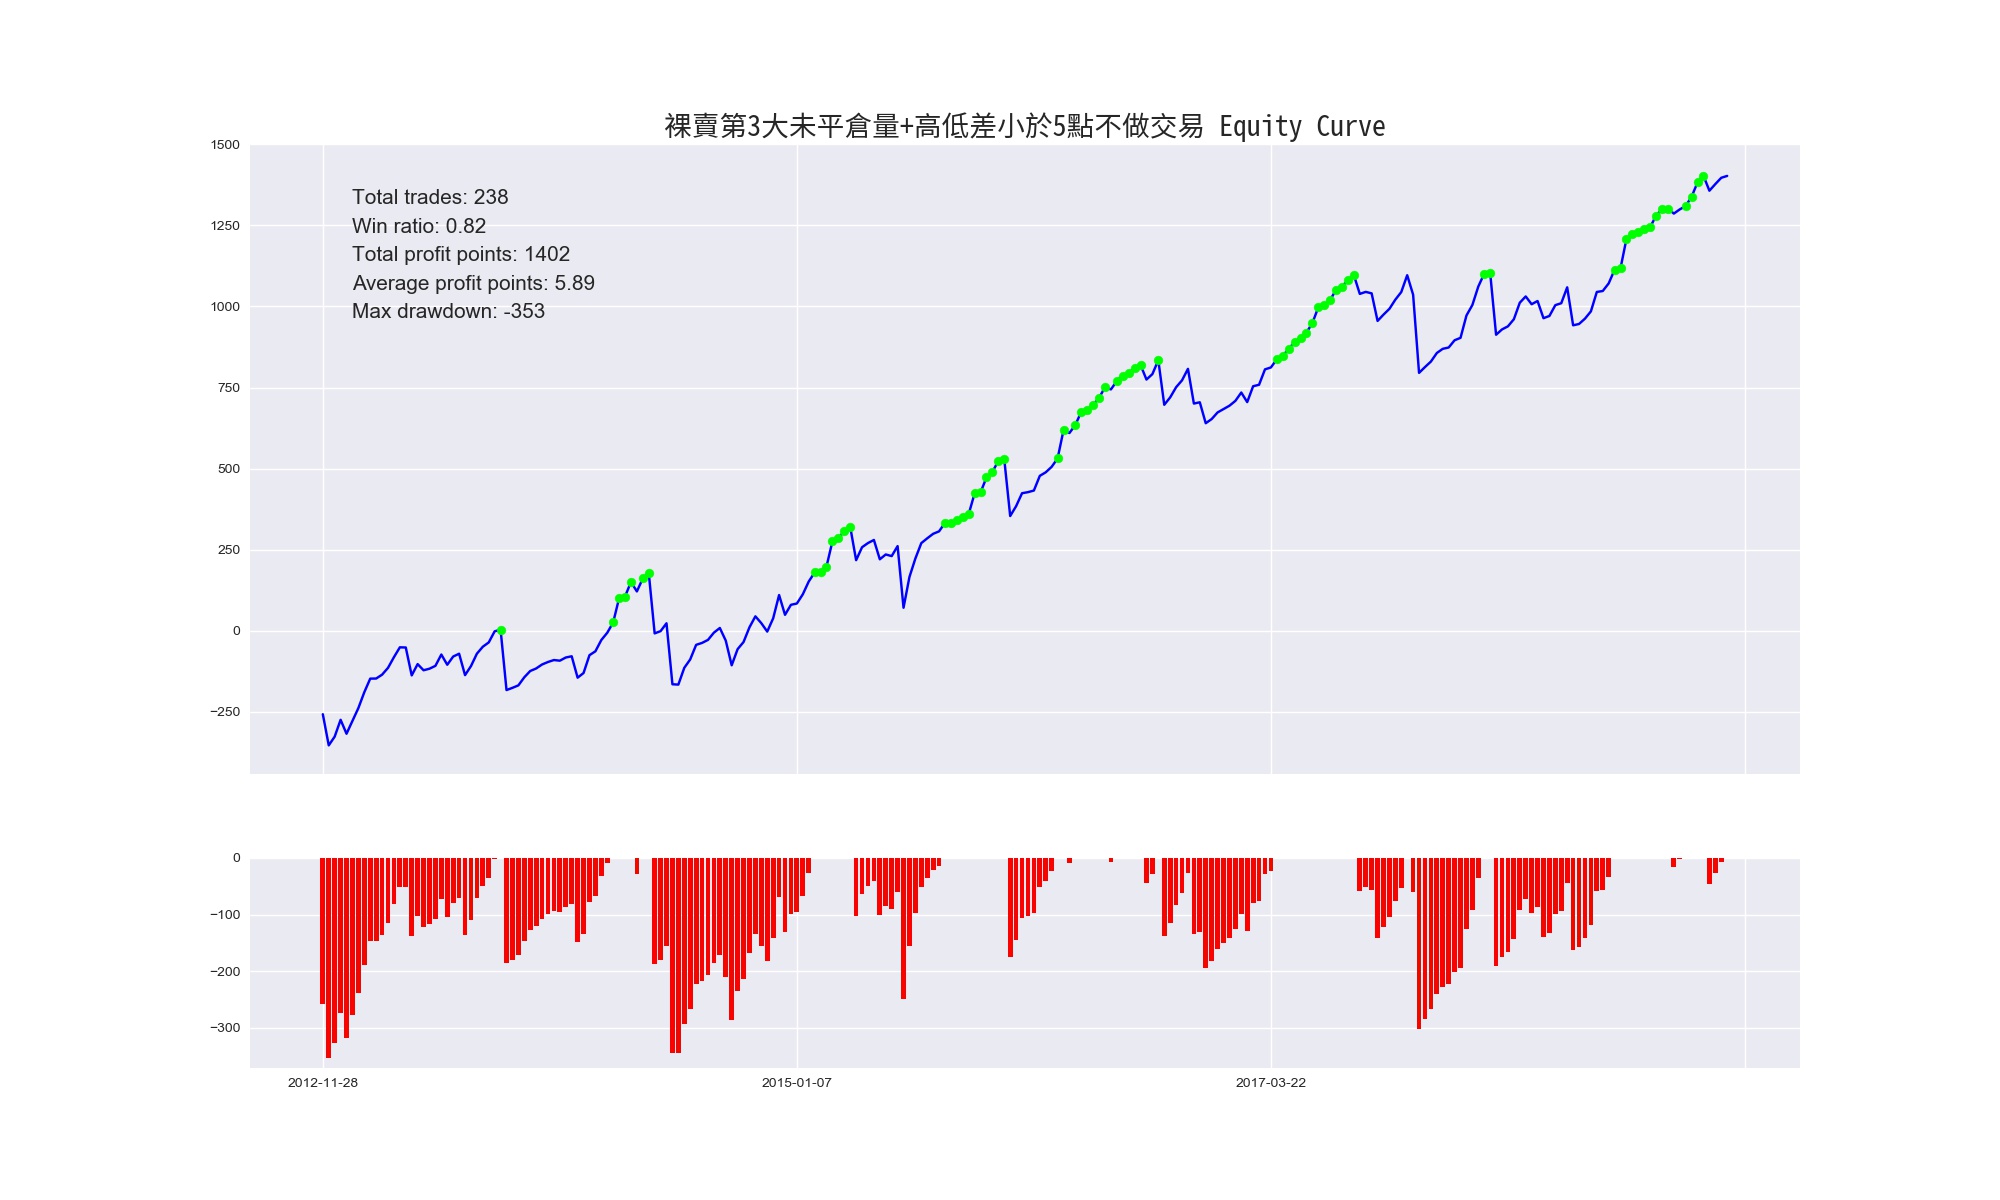 裸賣第3大未平倉量+高低差小於5點不做交易 Equity Curve
1500
1250
1000
750
500
250
0
−250
Total trades: 238
Win ratio: 0.82
Total profit points: 1402
Average profit points: 5.89
Max drawdown: -353
0
−100
−200
−300
2012-11-28
2015-01-07
2017-03-22